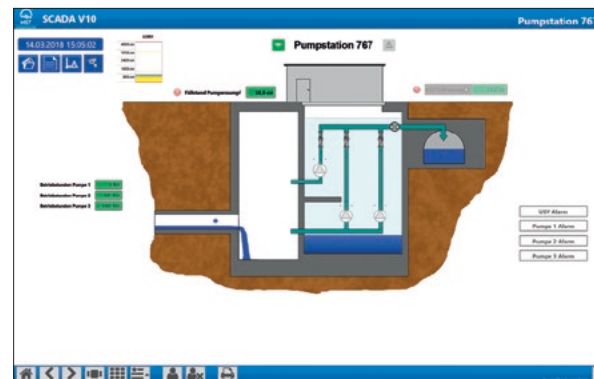 SCADA V10
Pumpstation 767
14.03.2018 15:05:02
Pumpstation 767
Füllstand Pumpensumpf
Betriebsstunden Pumpe 1
Betriebsstunden Pumpe 2
Betriebsstunden Pumpe 3
USV Alarm
Pumpe 1 Alarm
Pumpe 2 Alarm
Pumpe 3 Alarm